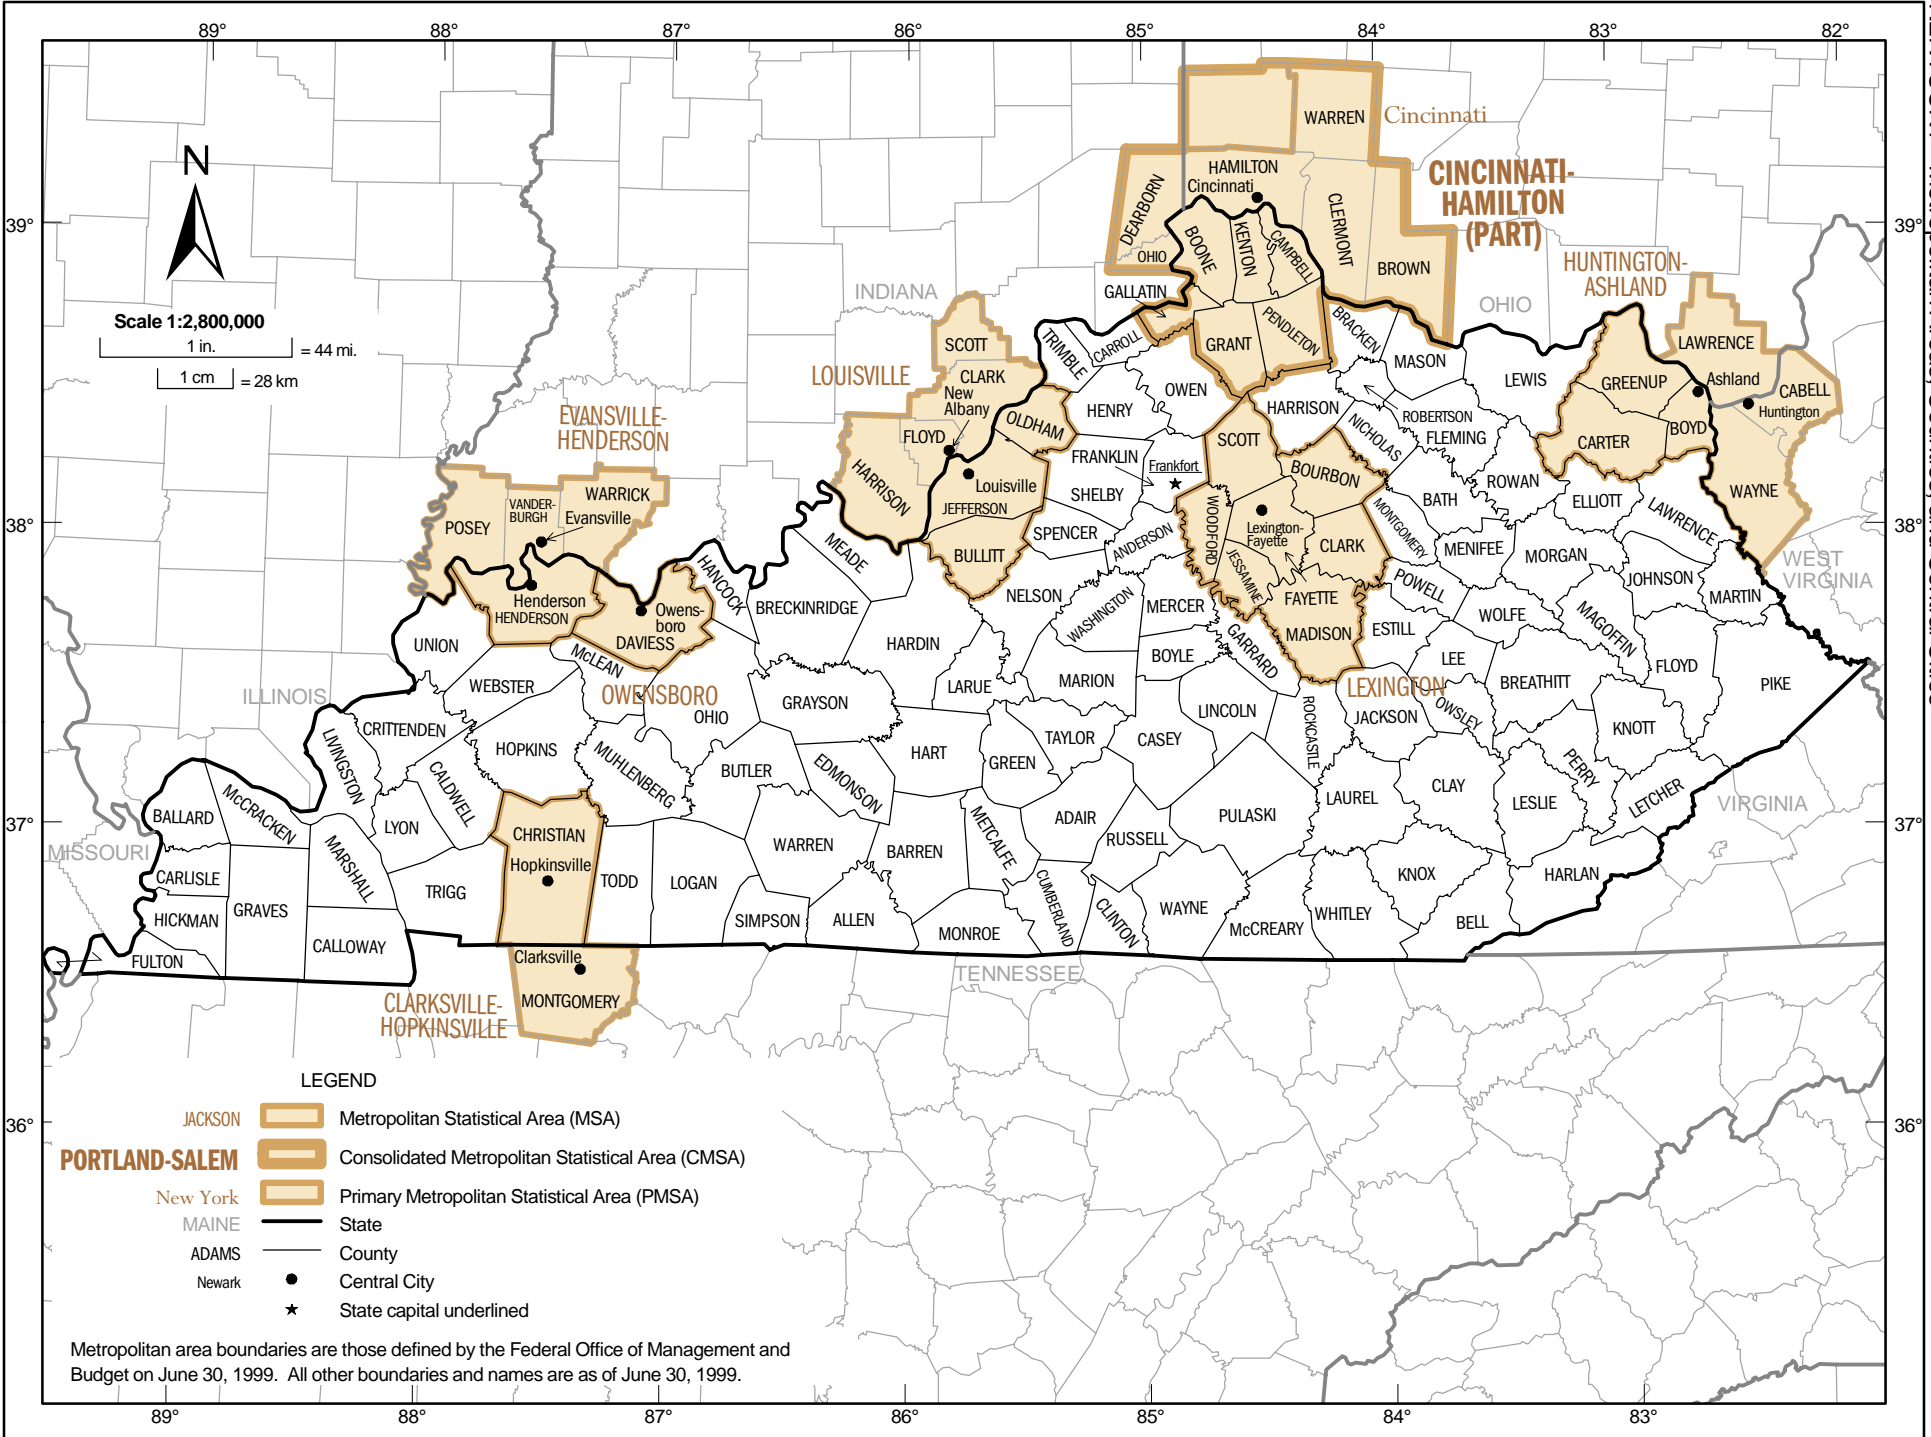 89°
88°
87°
86°
85°
84°
83°
82°
N
Scale 1:2,800,000
1 in.
= 44 mi.
1 cm
= 28 km
39°
39°
38°
38°
37°
37°
36°
36°
WARREN
Cincinnati
CINCINNATI-
HAMILTON
(PART)
HAMILTON
Cincinnati
DEARBORN
CLERMONT
BROWN
OHIO
BOONE
KENTON
CAMPBELL
GALLATIN
GRANT
PENDLETON
INDIANA
OHIO
HUNTINGTON-
ASHLAND
LAWRENCE
GREENUP
Ashland
CABELL
Huntington
CARTER
BOYD
WAYNE
WEST
VIRGINIA
LOUISVILLE
SCOTT
CLARK
New
Albany
FLOYD
HARRISON
OLDHAM
Louisville
JEFFERSON
BULLITT
TRIMBLE
CARROLL
HENRY
OWEN
BRACKEN
MASON
LEWIS
HARRISON
ROBERTSON
NICHOLAS
FLEMING
FRANKLIN
Frankfort
SHELBY
SPENCER
ANDERSON
SCOTT
BOURBON
WOODFORD
Lexington-
Fayette
CLARK
JESSAMINE
FAYETTE
MADISON
LEXINGTON
MONTGOMERY
BATH
ROWAN
ELLIOTT
LAWRENCE
MENIFEE
MORGAN
JOHNSON
MARTIN
POWELL
WOLFE
MAGOFFIN
ESTILL
LEE
BREATHITT
FLOYD
PIKE
EVANSVILLE-
HENDERSON
POSEY
VANDER-
BURGH
WARRICK
Evansville
Henderson
HENDERSON
Owens-
boro
DAVIESS
OWENSBORO
HANCOCK
MEADE
BRECKINRIDGE
NELSON
WASHINGTON
MERCER
GARRARD
HARDIN
BOYLE
LARUE
MARION
UNION
WEBSTER
McLEAN
OHIO
GRAYSON
LINCOLN
ROCKCASTLE
JACKSON
OWSLEY
KNOTT
PERRY
ILLINOIS
CRITTENDEN
LIVINGSTON
HOPKINS
MUHLENBERG
BUTLER
EDMONSON
HART
GREEN
TAYLOR
CASEY
PULASKI
LAUREL
CLAY
LESLIE
LETCHER
VIRGINIA
BALLARD
McCRACKEN
CALDWELL
LYON
MARSHALL
CHRISTIAN
Hopkinsville
WARREN
BARREN
METCALFE
ADAIR
RUSSELL
MISSOURI
CARLISLE
HICKMAN
GRAVES
CALLOWAY
FULTON
TRIGG
TODD
LOGAN
SIMPSON
ALLEN
MONROE
CUMBERLAND
CLINTON
WAYNE
McCREARY
WHITLEY
KNOX
BELL
HARLAN
Clarksville
MONTGOMERY
CLARKSVILLE-
HOPKINSVILLE
TENNESSEE
LEGEND
JACKSON
Metropolitan Statistical Area (MSA)
PORTLAND-SALEM
Consolidated Metropolitan Statistical Area (CMSA)
New York
Primary Metropolitan Statistical Area (PMSA)
MAINE
State
ADAMS
County
Newark
Central City
State capital underlined
Metropolitan area boundaries are those defined by the Federal Office of Management and
Budget on June 30, 1999. All other boundaries and names are as of June 30, 1999.
89°
88°
87°
86°
85°
84°
83°